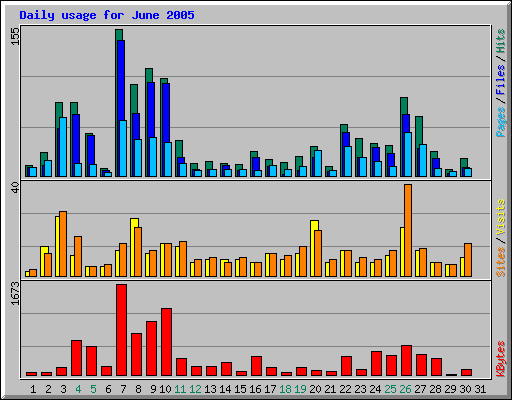 Daily usage for June 2005
155
Pages / Files / Hits
40
Sites / Visits
1673
KBytes
1 2 3 4 5 6 7 8 9 10 11 12 13 14 15 16 17 18 19 20 21 22 23 24 25 26 27 28 29 30 31